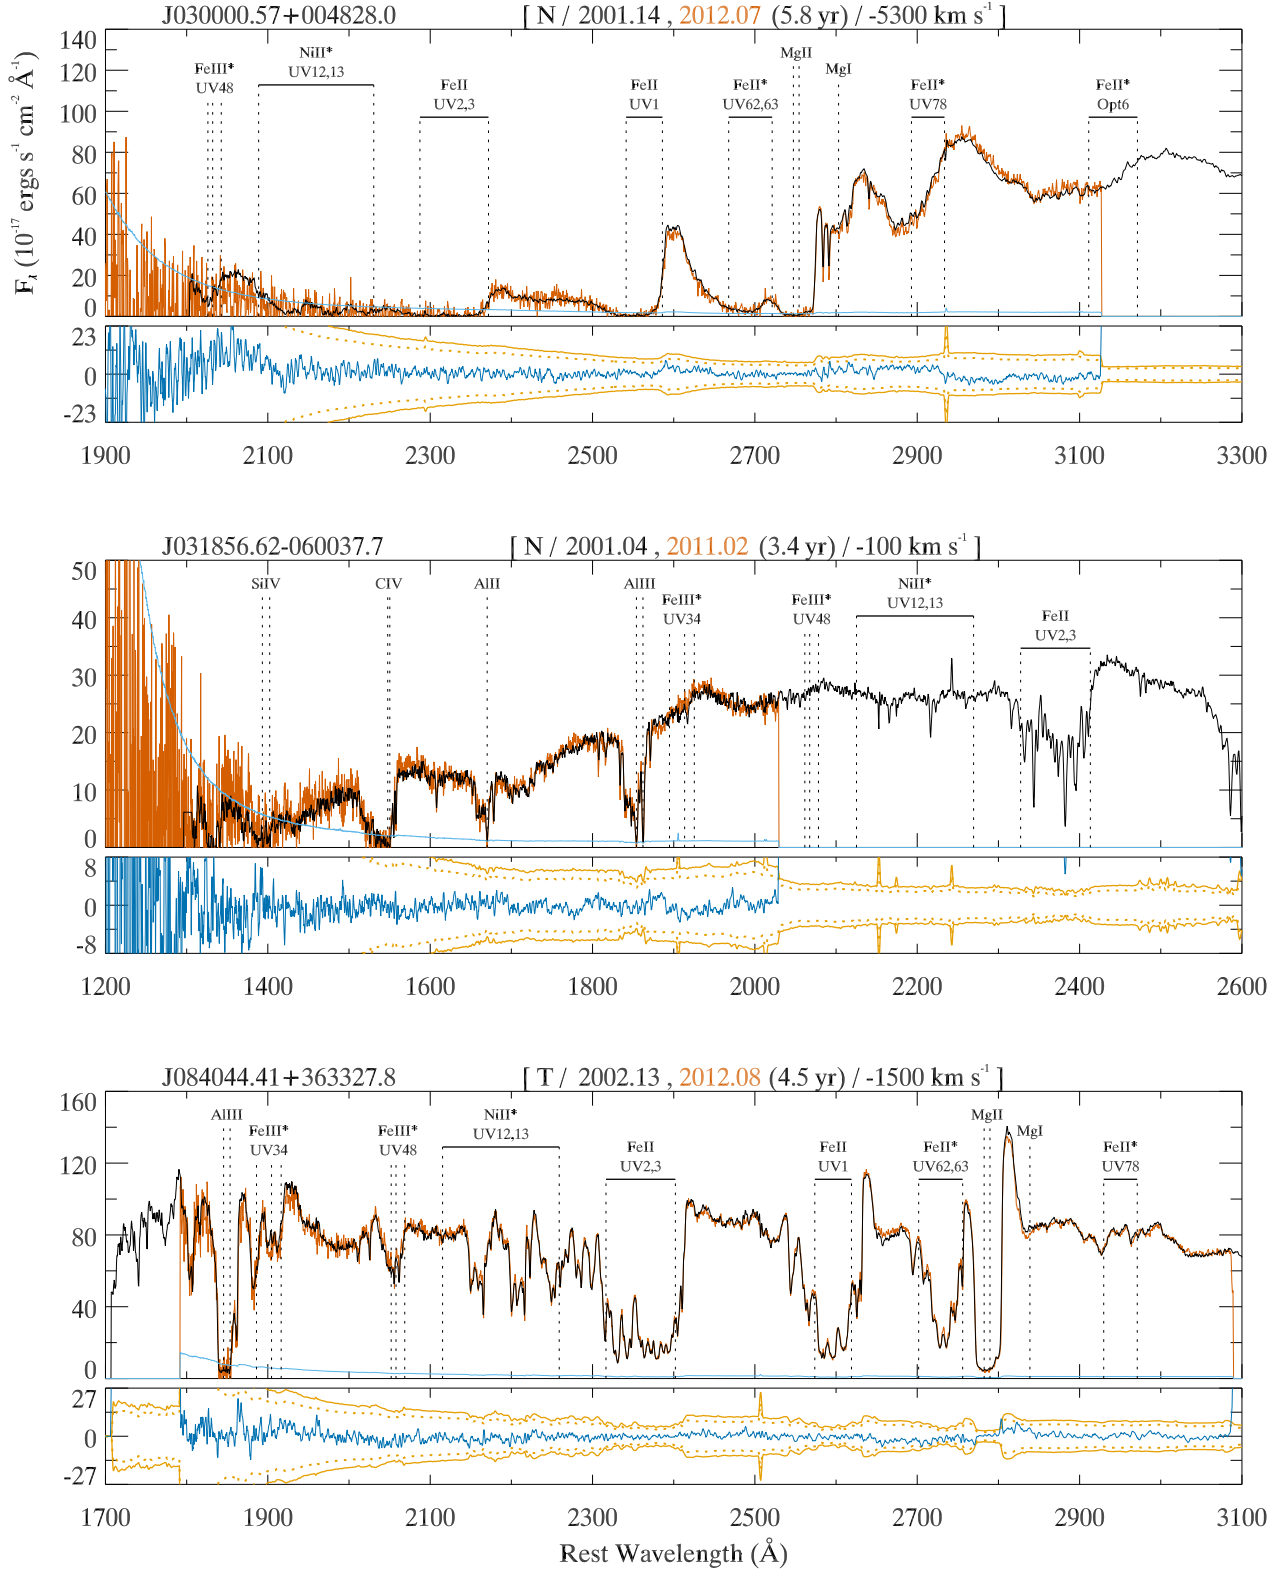 J030000.57+004828.0 [ N / 2001.14 , 2012.07 (5.8 yr) / -5300 km s⁻¹ ]
F_λ (10⁻¹⁷ ergs s⁻¹ cm⁻² Å⁻¹)
140
120
100
80
60
40
20
0
FeIII*
UV48
NiII*
UV12,13
FeII
UV2,3
FeII
UV1
FeII*
UV62,63
MgII
MgI
FeII*
UV78
FeII*
Opt6
23
0
-23
1900 2100 2300 2500 2700 2900 3100 3300
J031856.62-060037.7 [ N / 2001.04 , 2011.02 (3.4 yr) / -100 km s⁻¹ ]
50
40
30
20
10
0
SiIV
CIV
AlII
AlIII
FeIII*
UV34
FeIII*
UV48
NiII*
UV12,13
FeII
UV2,3
8
0
-8
1200 1400 1600 1800 2000 2200 2400 2600
J084044.41+363327.8 [ T / 2002.13 , 2012.08 (4.5 yr) / -1500 km s⁻¹ ]
160
120
80
40
0
AlIII
FeIII*
UV34
FeIII*
UV48
NiII*
UV12,13
FeII
UV2,3
FeII
UV1
FeII*
UV62,63
MgII
MgI
FeII*
UV78
27
0
-27
1700 1900 2100 2300 2500 2700 2900 3100
Rest Wavelength (Å)